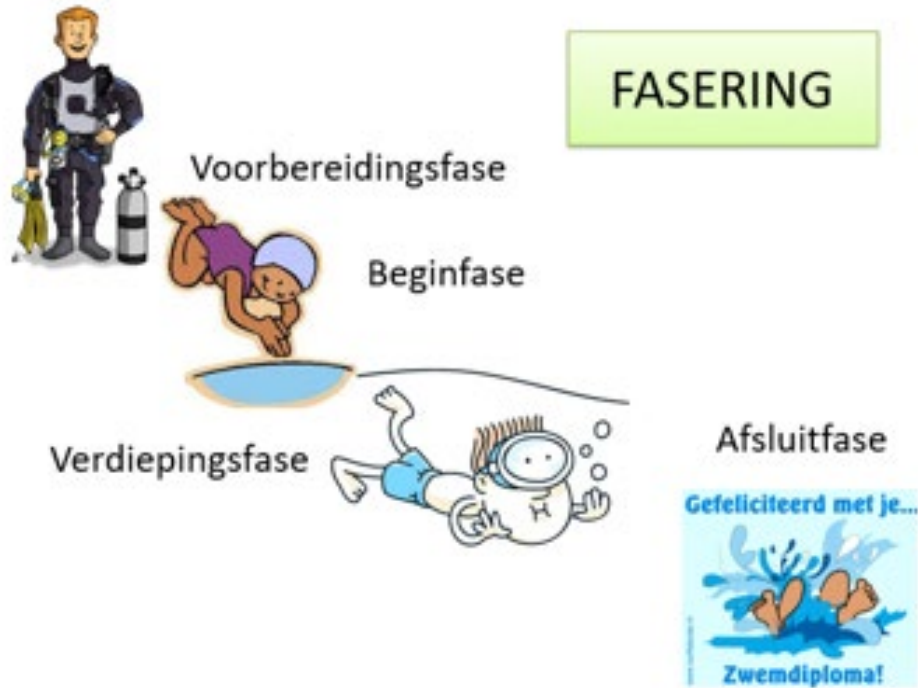 FASERING
Voorbereidingsfase
Beginfase
Verdiepingsfase
Afsluitfase
Gefeliciteerd met je...
Zwemdiploma!